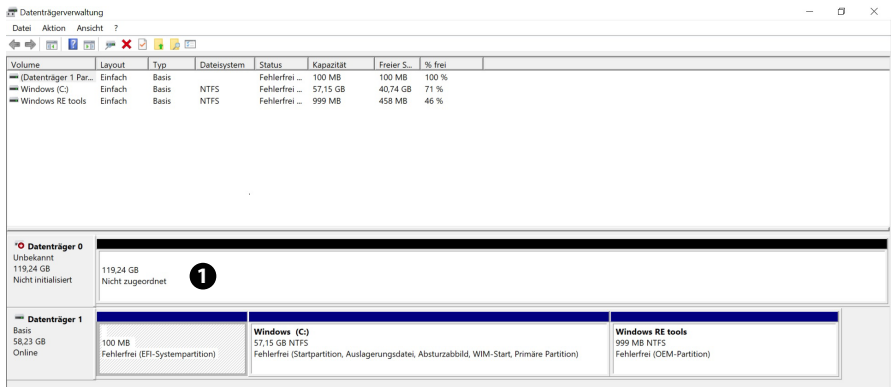 Datenträgerverwaltung
Datei Aktion Ansicht ?
Volume Layout Typ Dateisystem Status Kapazität Freier S... % frei
(Datenträger 1 Par... Einfach Basis Fehlerfrei ... 100 MB 100 MB 100 %
Windows (C:) Einfach Basis NTFS Fehlerfrei ... 57,15 GB 40,74 GB 71 %
Windows RE tools Einfach Basis NTFS Fehlerfrei ... 999 MB 458 MB 46 %
Datenträger 0
Unbekannt
119,24 GB
Nicht initialisiert
119,24 GB
Nicht zugeordnet
1
Datenträger 1
Basis
58,23 GB
Online
100 MB
Fehlerfrei (EFI-Systempartition)
Windows (C:)
57,15 GB NTFS
Fehlerfrei (Startpartition, Auslagerungsdatei, Absturzabbild, WIM-Start, Primäre Partition)
Windows RE tools
999 MB NTFS
Fehlerfrei (OEM-Partition)